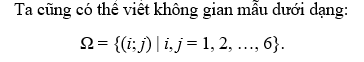 Ta cũng có thể viết không gian mẫu dưới dạng:
Ω = {(i; j) | i, j = 1, 2, …, 6}.